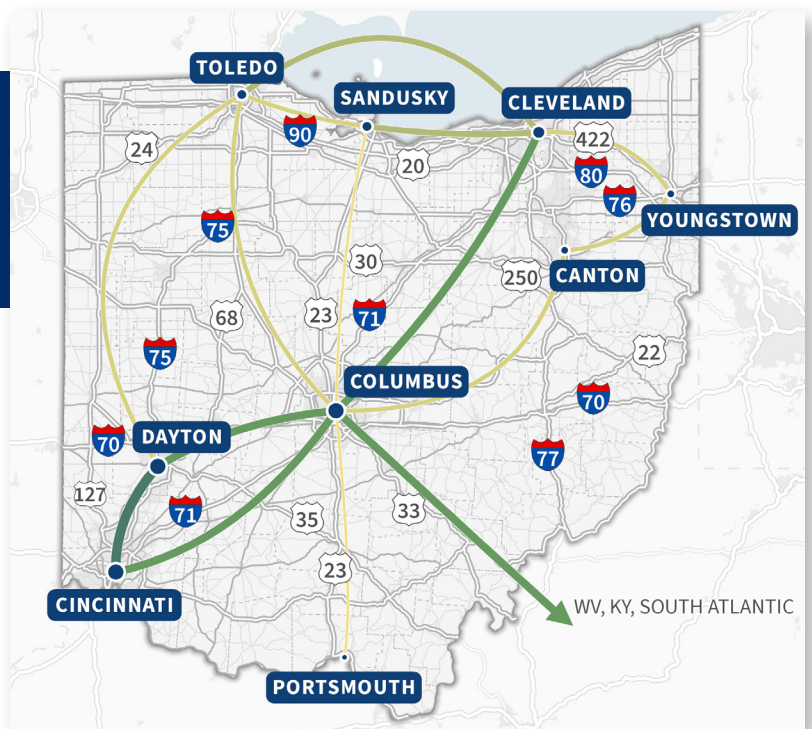 TOLEDO
SANDUSKY
CLEVELAND
90
422
24
20
80
76
YOUNGSTOWN
75
30
CANTON
250
68
23
71
75
22
COLUMBUS
70
70
DAYTON
77
127
71
35
33
23
CINCINNATI
WV, KY, SOUTH ATLANTIC
PORTSMOUTH